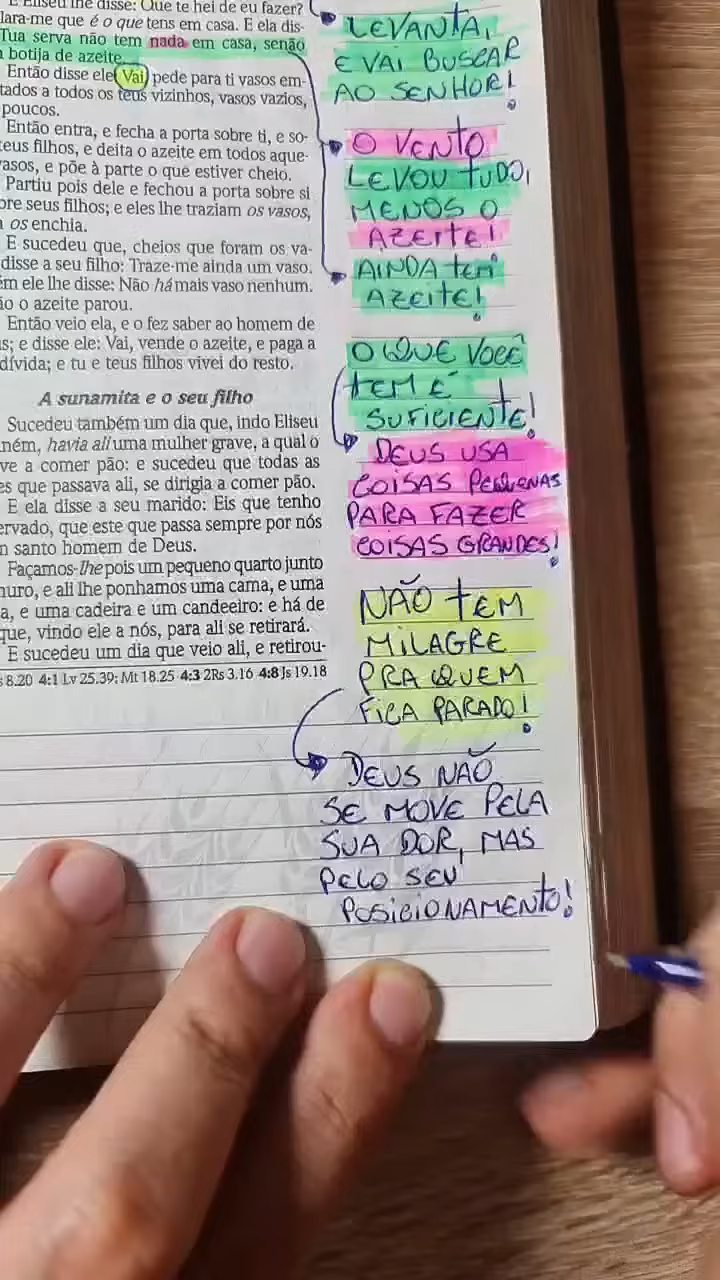 E Eliseu lhe disse: Que te hei de eu fazer?
lara-me que é o que tens em casa. E ela dis-
Tua serva não tem nada em casa, senão
botija de azeite.
Então disse ele: Vai, pede para ti vasos em-
tados a todos os teus vizinhos, vasos vazios,
poucos.
Então entra, e fecha a porta sobre ti, e so-
teus filhos, e deita o azeite em todos aque-
vasos, e põe à parte o que estiver cheio.
Partiu pois dele e fechou a porta sobre si
bre seus filhos; e eles lhe traziam os vasos,
os enchia.
E sucedeu que, cheios que foram os va-
disse a seu filho: Traze-me ainda um vaso.
ém ele lhe disse: Não há mais vaso nenhum.
ão o azeite parou.
Então veio ela, e o fez saber ao homem de
s; e disse ele: Vai, vende o azeite, e paga a
dívida; e tu e teus filhos vivei do resto.
A sunamita e o seu filho
Sucedeu também um dia que, indo Eliseu
ném, havia ali uma mulher grave, a qual o
ve a comer pão: e sucedeu que todas as
es que passava ali, se dirigia a comer pão.
E ela disse a seu marido: Eis que tenho
ervado, que este que passa sempre por nós
santo homem de Deus.
Façamos-lhe pois um pequeno quarto junto
muro, e ali lhe ponhamos uma cama, e uma
a, e uma cadeira e um candeeiro: e há de
que, vindo ele a nós, para ali se retirará.
E sucedeu um dia que veio ali, e retirou-
s 8.20 4:1 Lv 25.39; Mt 18.25 4:3 2Rs 3.16 4:8 Js 19.18
LEVANTA,
E VAI BUSCAR
AO SENHOR!
O VENTO
LEVOU TUDO,
MENOS O
AZEITE!
AINDA TEM
AZEITE!
O QUE VOCÊ
TEM É
SUFICIENTE!
DEUS USA
COISAS PEQUENAS
PARA FAZER
COISAS GRANDES!
NÃO TEM
MILAGRE
PRA QUEM
FICA PARADO!
DEUS NÃO
SE MOVE PELA
SUA DOR, MAS
PELO SEU
POSICIONAMENTO!